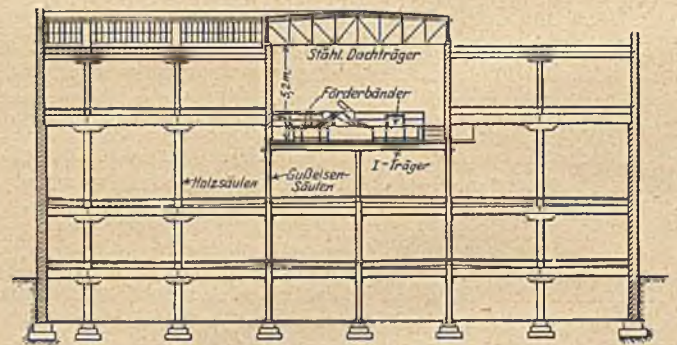 Stähl. Dachträger
5,2 m
Förderbänder
I-Träger
Holzsäulen
Gußeisen-
Säulen